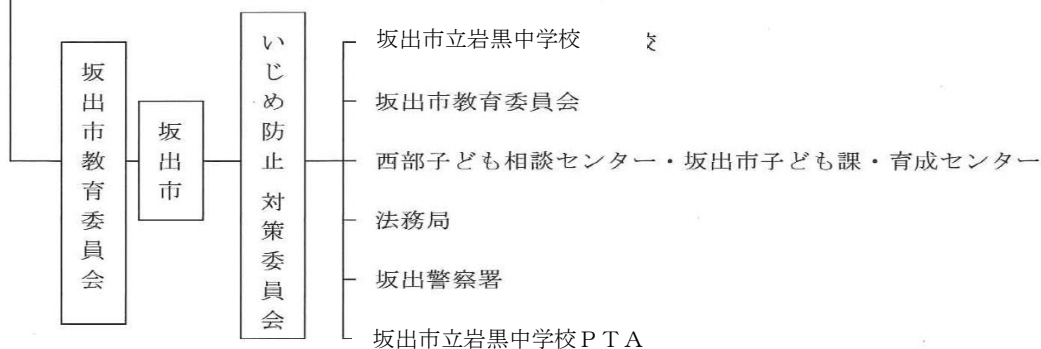 坂出市教育委員会
坂出市
いじめ防止 対策委員会
坂出市立岩黒中学校
坂出市教育委員会
西部子ども相談センター・坂出市子ども課・育成センター
法務局
坂出警察署
坂出市立岩黒中学校ＰＴＡ